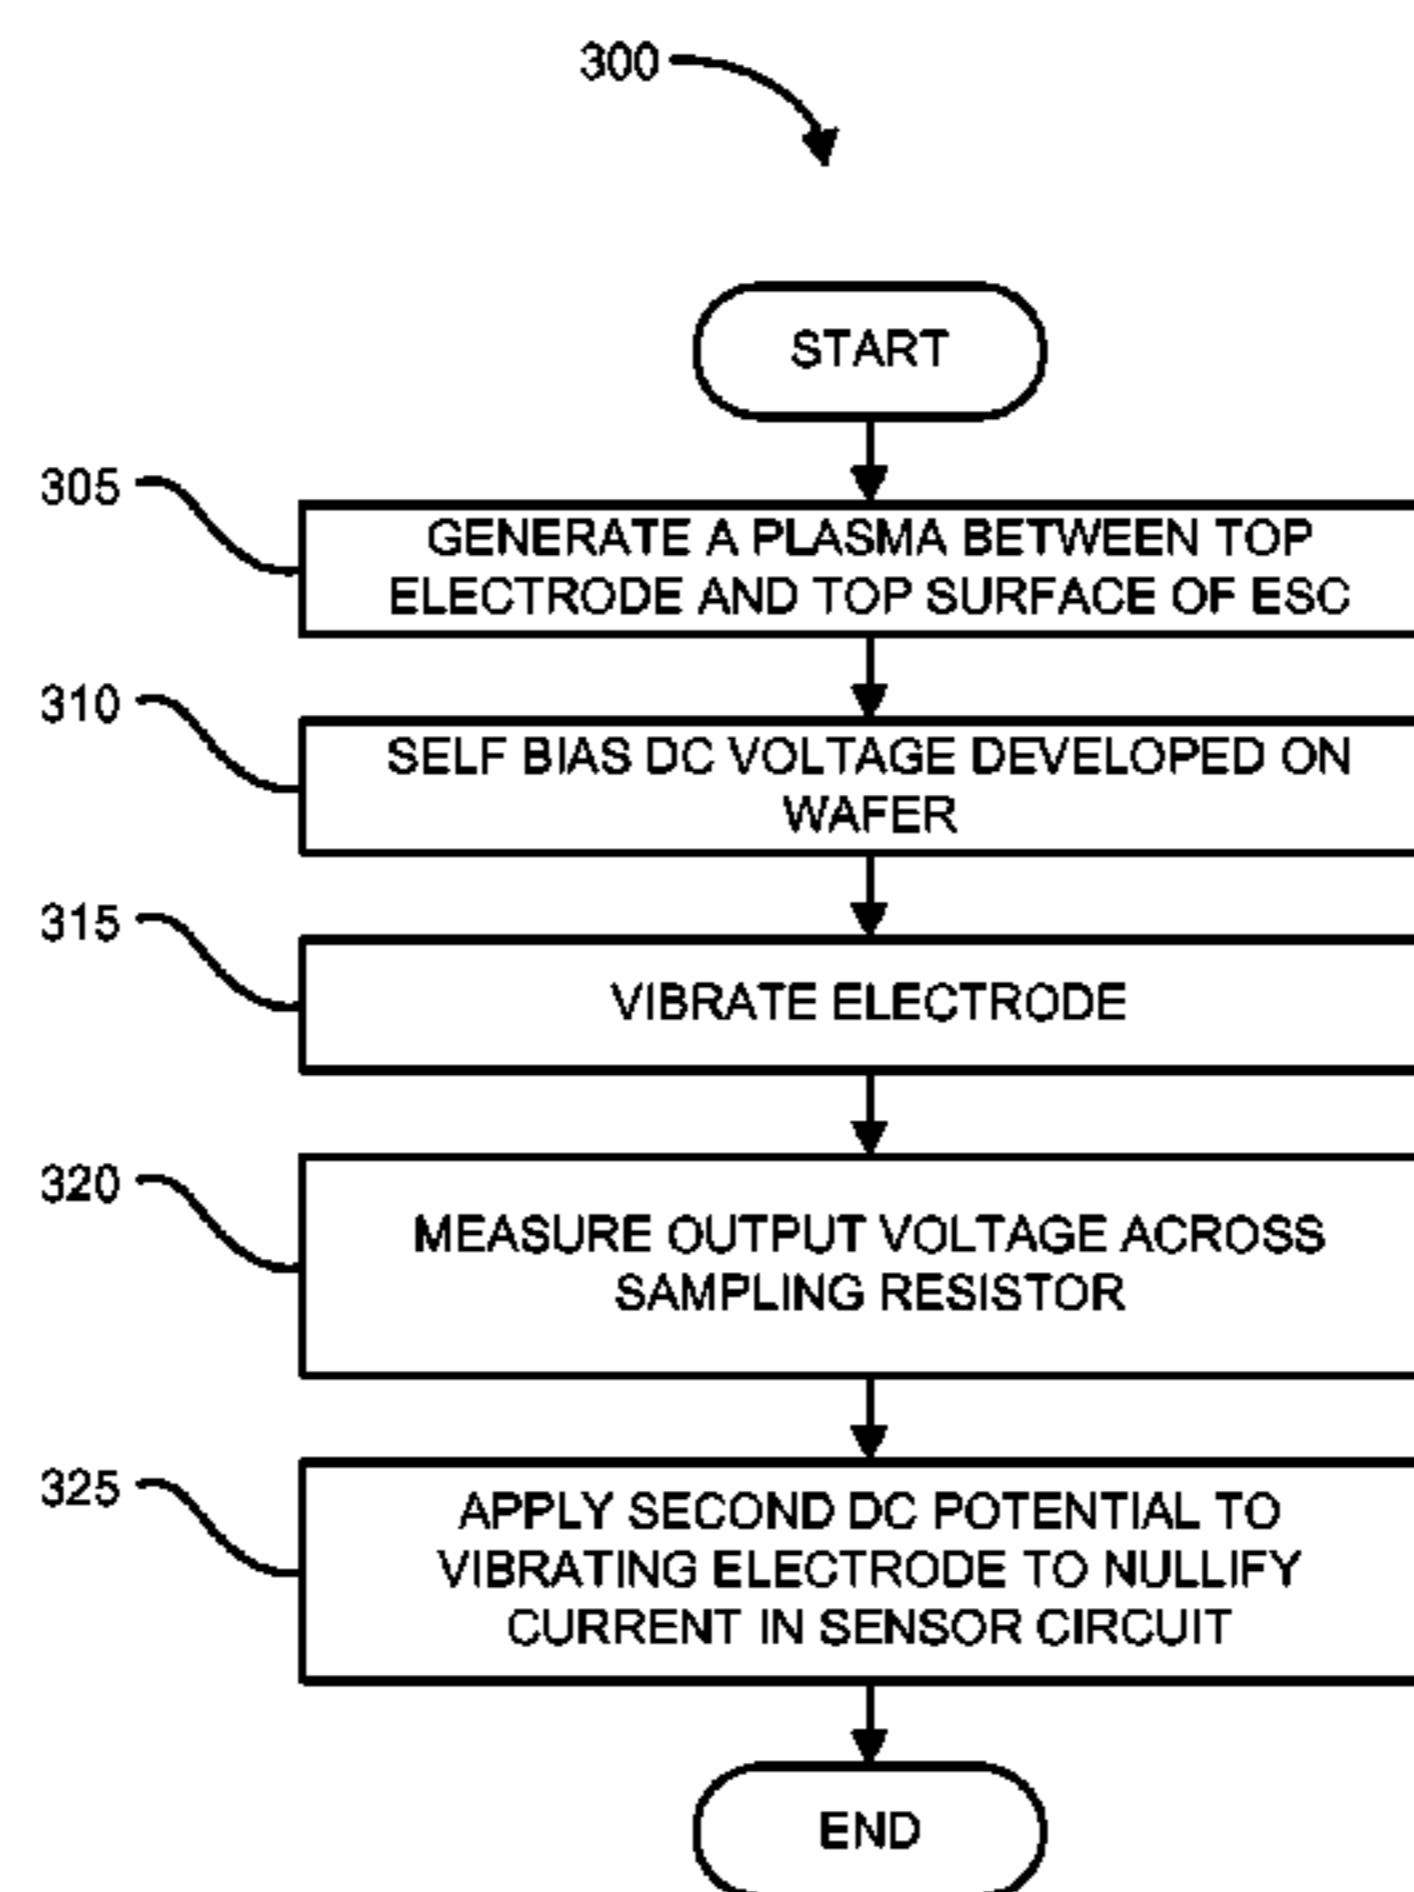 300
START
305
GENERATE A PLASMA BETWEEN TOP
ELECTRODE AND TOP SURFACE OF ESC
310
SELF BIAS DC VOLTAGE DEVELOPED ON
WAFER
315
VIBRATE ELECTRODE
320
MEASURE OUTPUT VOLTAGE ACROSS
SAMPLING RESISTOR
325
APPLY SECOND DC POTENTIAL TO
VIBRATING ELECTRODE TO NULLIFY
CURRENT IN SENSOR CIRCUIT
END